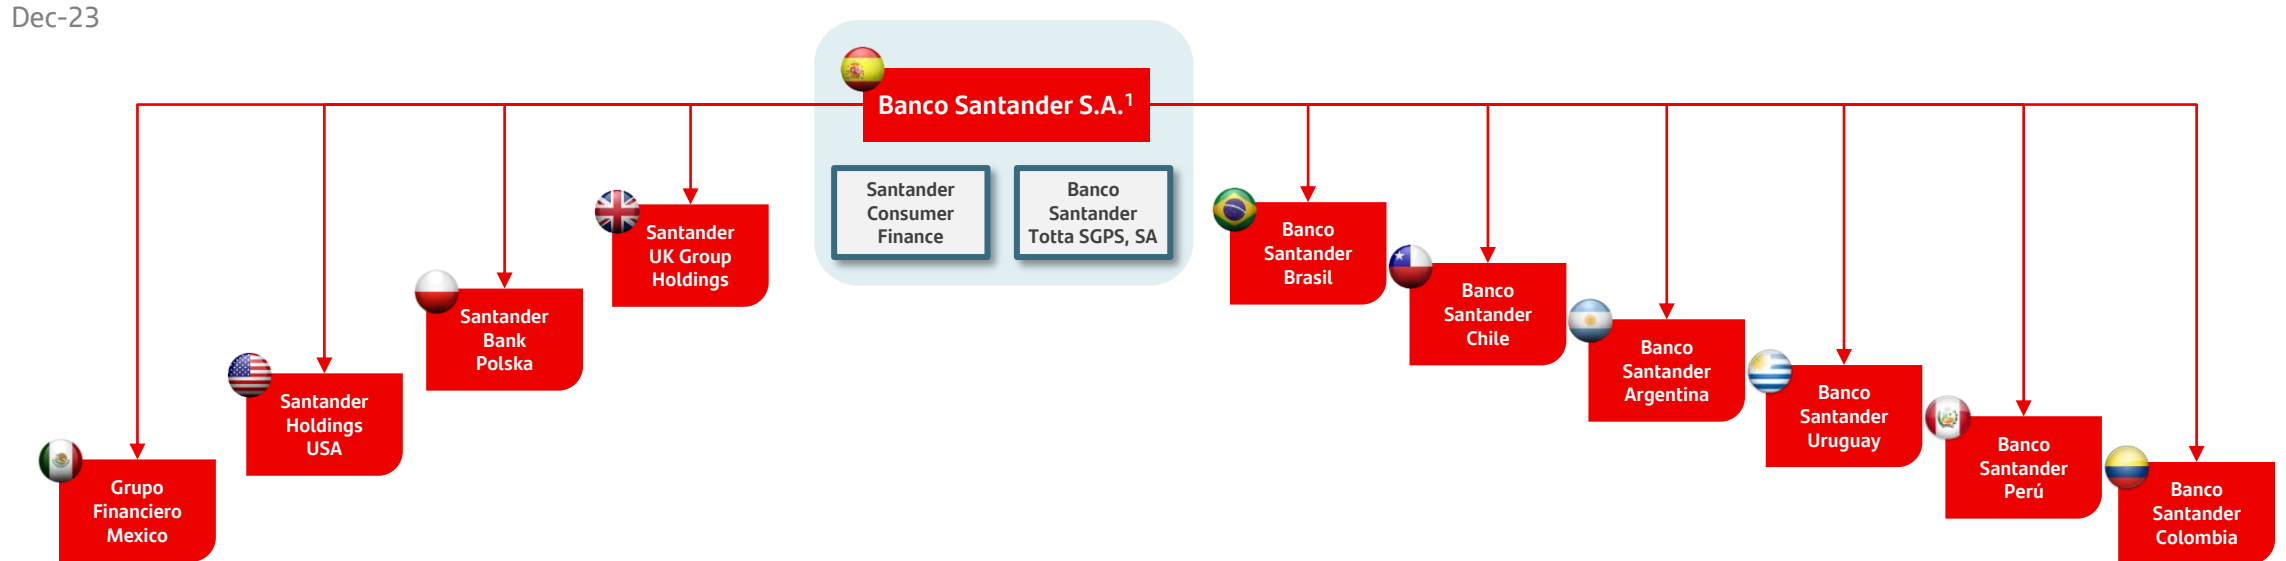 Dec-23
Banco Santander S.A.¹
Santander
Consumer
Finance
Banco
Santander
Totta SGPS, SA
Santander
UK Group
Holdings
Santander
Bank
Polska
Santander
Holdings
USA
Grupo
Financiero
Mexico
Banco
Santander
Brasil
Banco
Santander
Chile
Banco
Santander
Argentina
Banco
Santander
Uruguay
Banco
Santander
Perú
Banco
Santander
Colombia